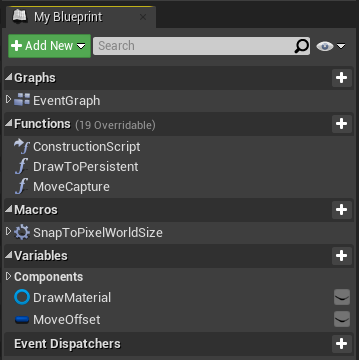 My Blueprint
Add New Search
Graphs
EventGraph
Functions (19 Overridable)
ConstructionScript
DrawToPersistent
MoveCapture
Macros
SnapToPixelWorldSize
Variables
Components
DrawMaterial
MoveOffset
Event Dispatchers